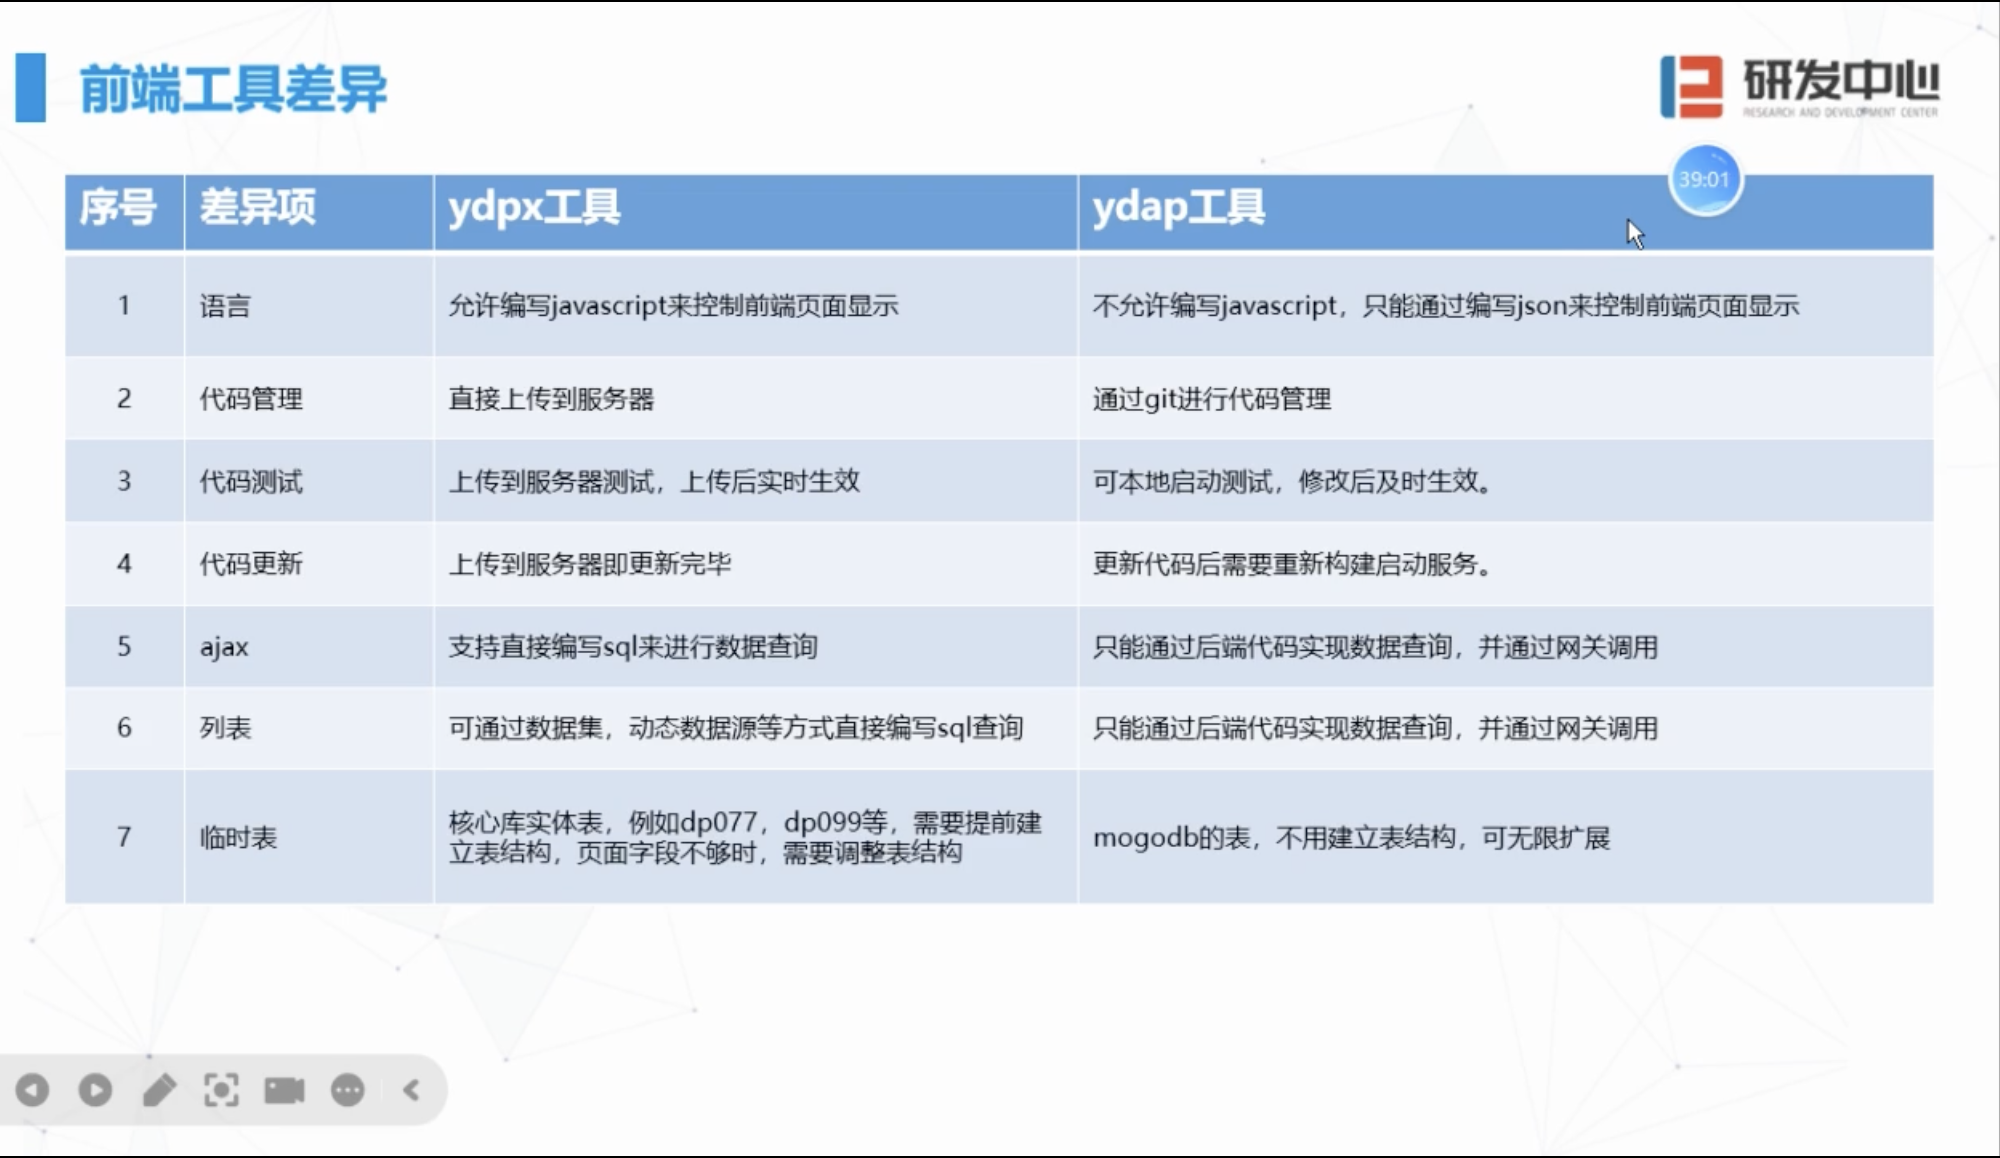 前端工具差异
研发中心
RESEARCH AND DEVELOPMENT CENTER
39:01
序号 差异项 ydpx工具 ydap工具
1 语言 允许编写javascript来控制前端页面显示 不允许编写javascript，只能通过编写json来控制前端页面显示
2 代码管理 直接上传到服务器 通过git进行代码管理
3 代码测试 上传到服务器测试，上传后实时生效 可本地启动测试，修改后及时生效。
4 代码更新 上传到服务器即更新完毕 更新代码后需要重新构建启动服务。
5 ajax 支持直接编写sql来进行数据查询 只能通过后端代码实现数据查询，并通过网关调用
6 列表 可通过数据集，动态数据源等方式直接编写sql查询 只能通过后端代码实现数据查询，并通过网关调用
7 临时表 核心库实体表，例如dp077，dp099等，需要提前建
立表结构，页面字段不够时，需要调整表结构 mogodb的表，不用建立表结构，可无限扩展